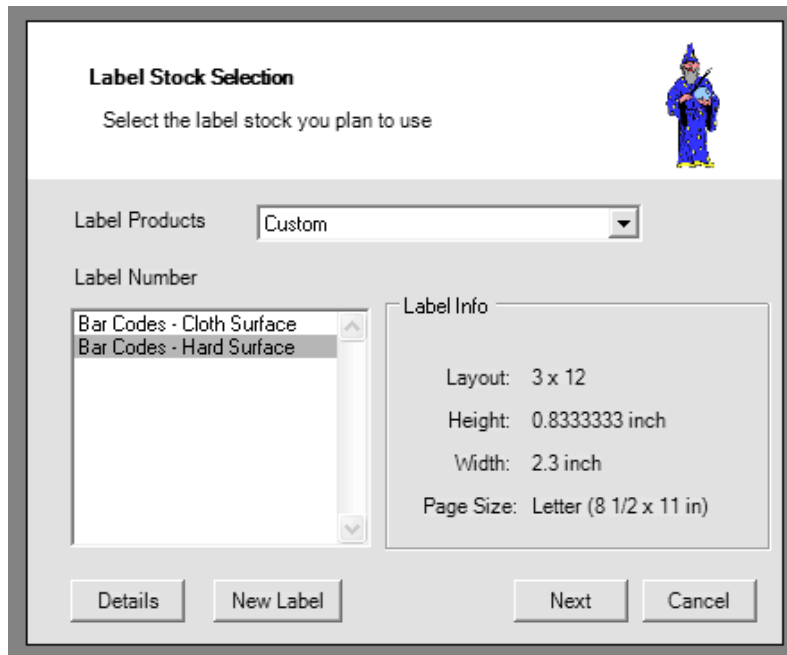 Label Stock Selection
Select the label stock you plan to use
Label Products
Custom
Label Number
Bar Codes - Cloth Surface
Bar Codes - Hard Surface
Label Info
Layout: 3 x 12
Height: 0.8333333 inch
Width: 2.3 inch
Page Size: Letter (8 1/2 x 11 in)
Details New Label Next Cancel